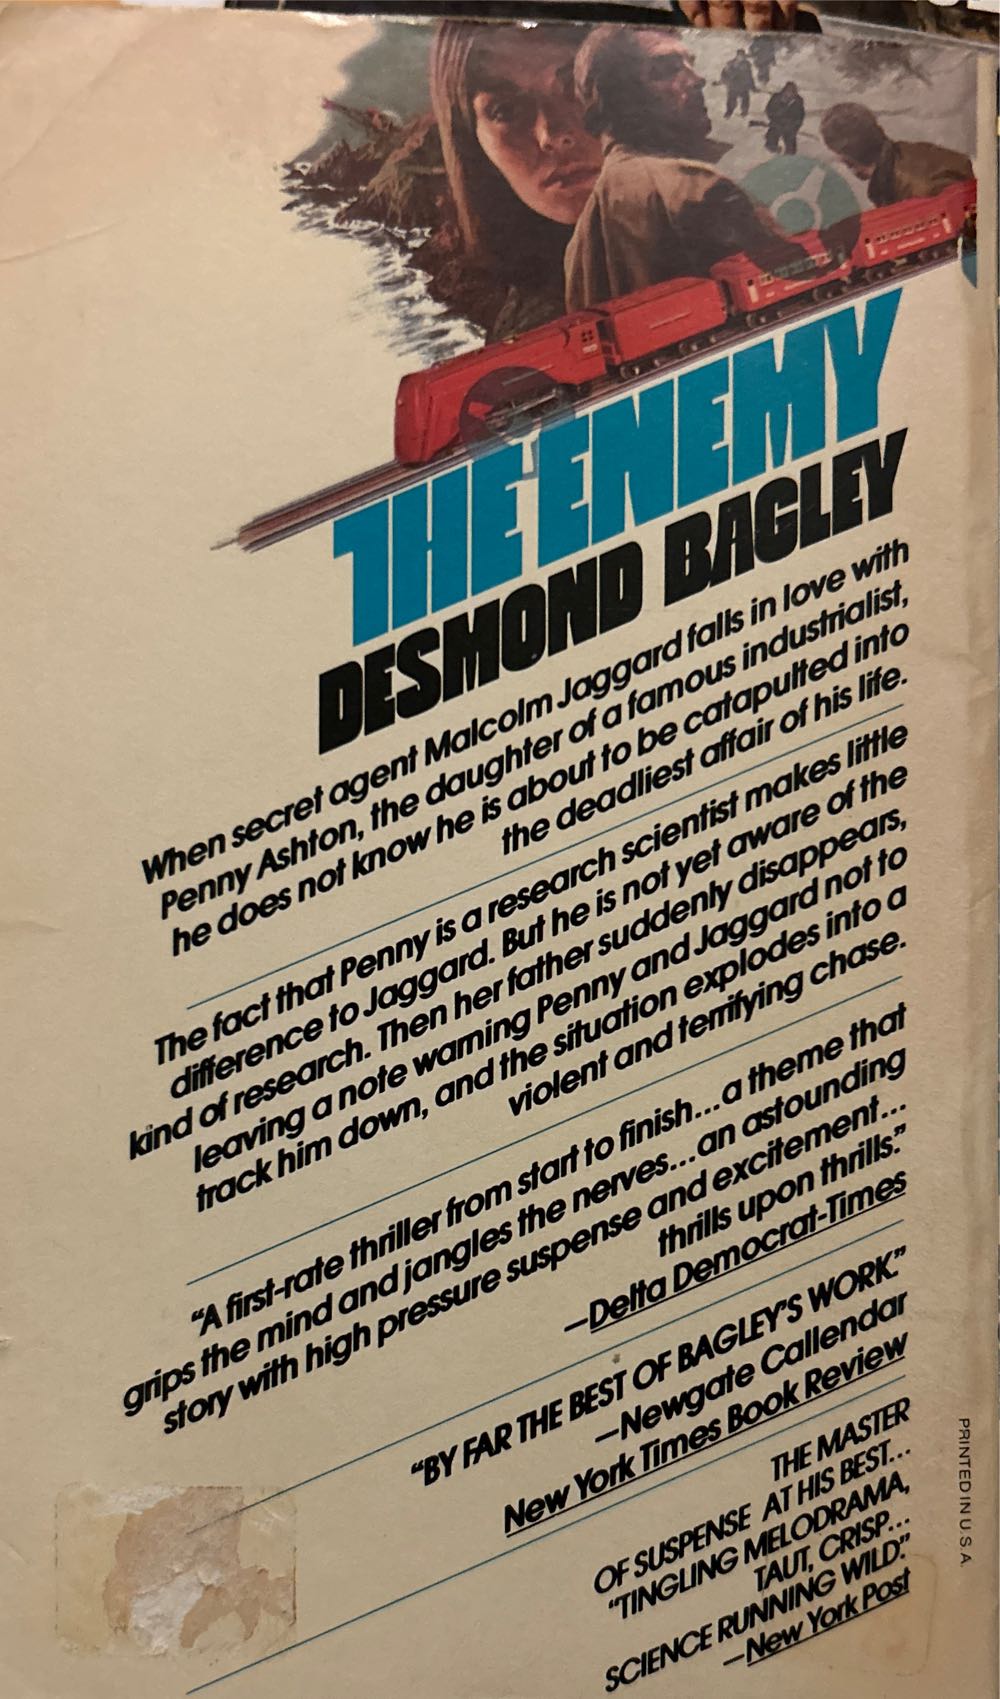 THE ENEMY
DESMOND BAGLEY
When secret agent Malcolm Jaggard falls in love with
Penny Ashton, the daughter of a famous industrialist,
he does not know he is about to be catapulted into
the deadliest affair of his life.
The fact that Penny is a research scientist makes little
difference to Jaggard. But he is not yet aware of the
kind of research. Then her father suddenly disappears,
leaving a note warning Penny and Jaggard not to
track him down, and the situation explodes into a
violent and terrifying chase.
“A first-rate thriller from start to finish...a theme that
grips the mind and jangles the nerves...an astounding
story with high pressure suspense and excitement...
thrills upon thrills.”
—Delta Democrat-Times
“BY FAR THE BEST OF BAGLEY'S WORK.”
—Newgate Callendar
New York Times Book Review
THE MASTER
OF SUSPENSE AT HIS BEST...
“TINGLING MELODRAMA,
TAUT, CRISP...
SCIENCE RUNNING WILD.”
—New York Post
PRINTED IN U.S.A.